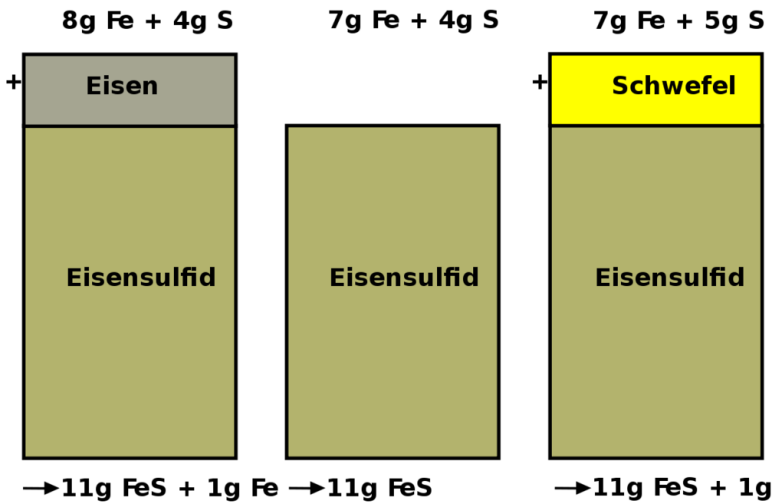 8g Fe + 4g S
7g Fe + 4g S
7g Fe + 5g S
+
Eisen
+
Schwefel
Eisensulfid
Eisensulfid
Eisensulfid
→11g FeS + 1g Fe
→11g FeS
→11g FeS + 1g